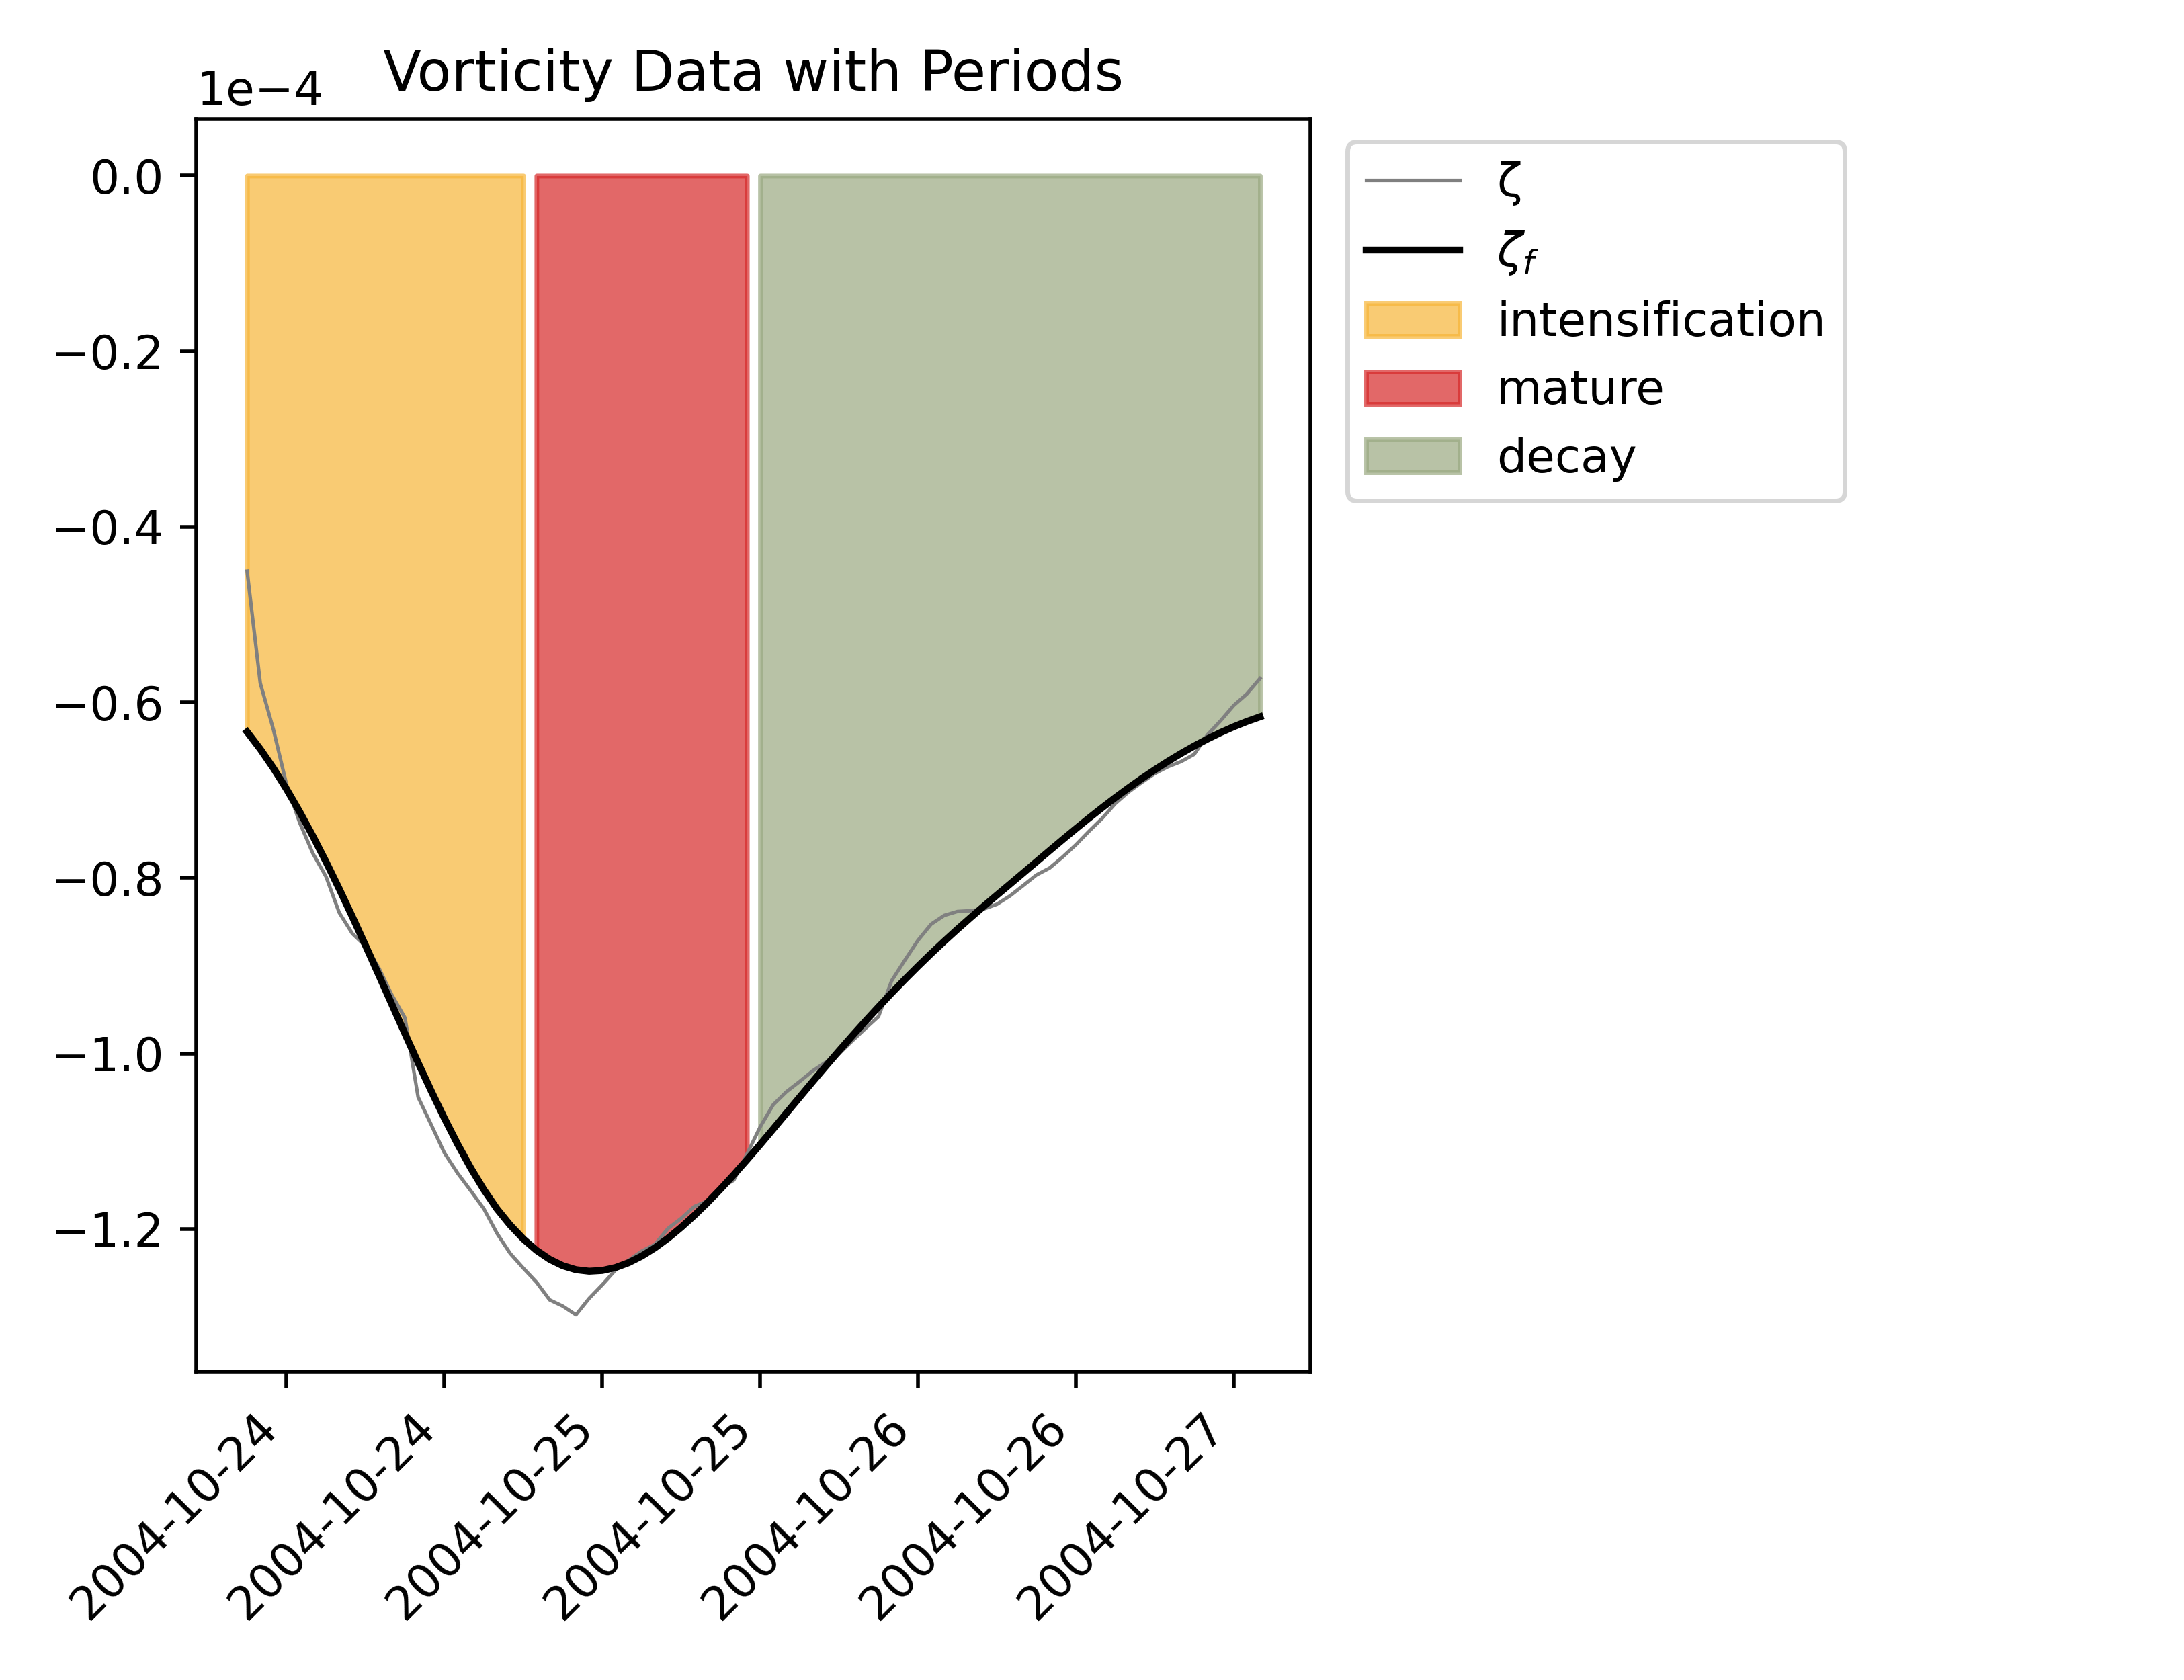 Vorticity Data with Periods
1e−4
0.0
−0.2
−0.4
−0.6
−0.8
−1.0
−1.2
2004-10-24
2004-10-24
2004-10-25
2004-10-25
2004-10-26
2004-10-26
2004-10-27
ζ
ζf
intensification
mature
decay